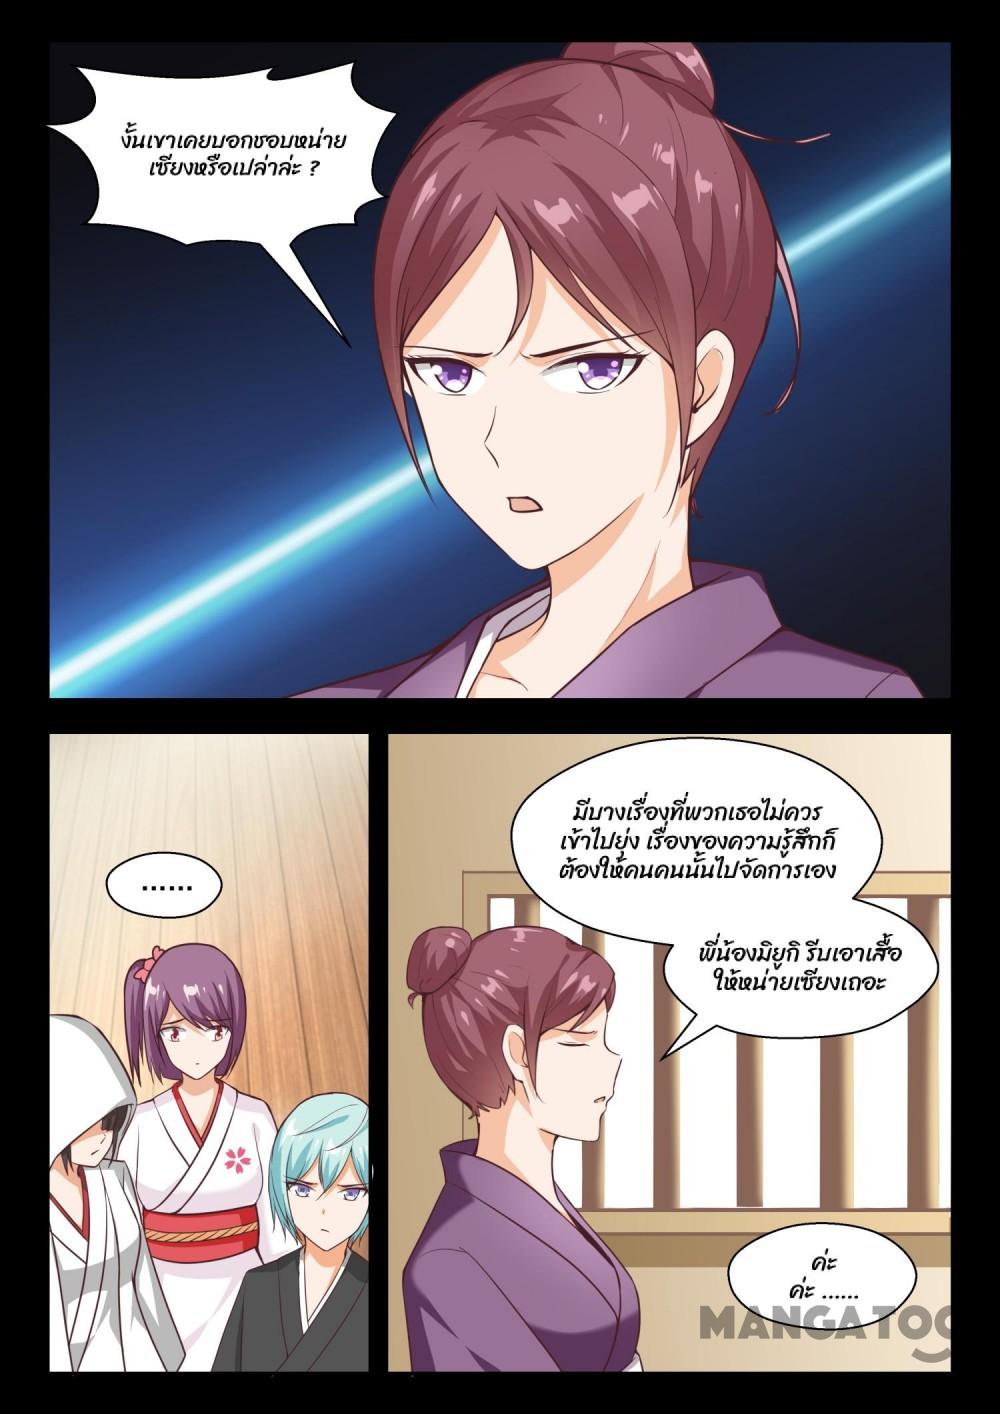 งั้นเขาเคยบอกชอบหน่าย
เซียงหรือเปล่าล่ะ ?
......
มีบางเรื่องที่พวกเธอไม่ควร
เข้าไปยุ่ง เรื่องของความรู้สึกก็
ต้องให้คนคนนั้นไปจัดการเอง
พี่น้องมิยูกิ รีบเอาเสื้อ
ให้หน่ายเซียงเถอะ
ค่ะ
ค่ะ ......
MANGATOO